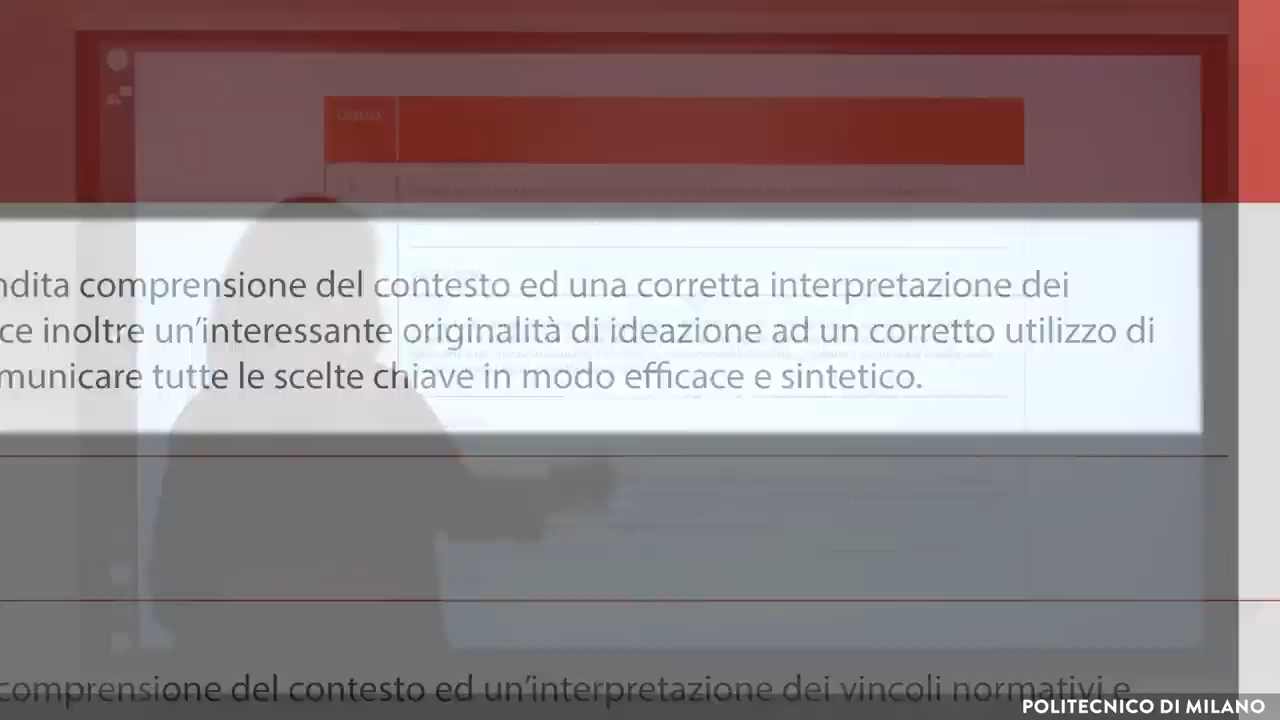 ndita comprensione del contesto ed una corretta interpretazione dei
ce inoltre un’interessante originalità di ideazione ad un corretto utilizzo di
municare tutte le scelte chiave in modo efficace e sintetico.
comprensione del contesto ed un’interpretazione dei vincoli normativi e
POLITECNICO DI MILANO